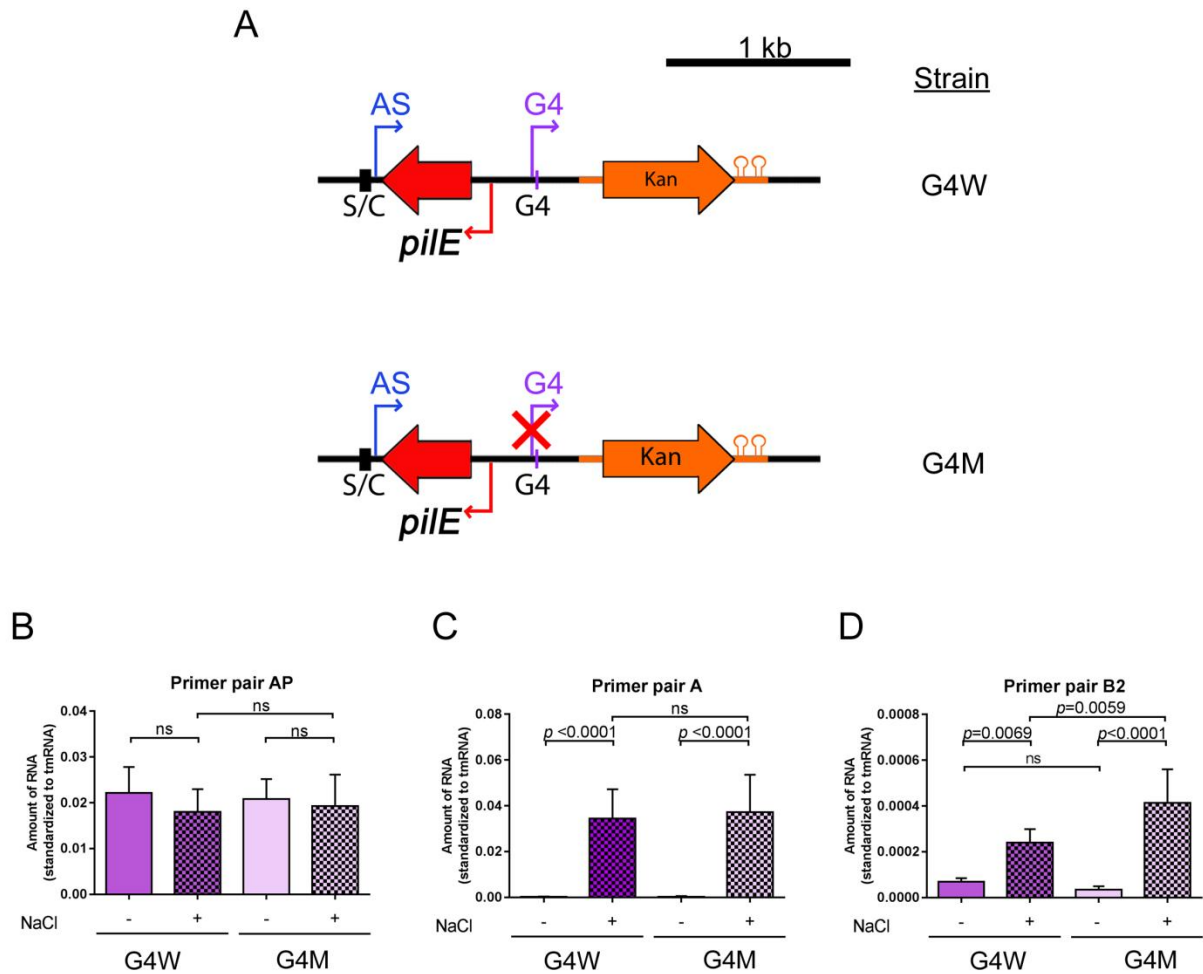 A
1 kb
Strain
AS
G4
Kan
S/C
G4
pilE
G4W
AS
G4
Kan
S/C
G4
pilE
G4M
B
Primer pair AP
Amount of RNA
(standardized to tmRNA)
0.04
0.03
0.02
0.01
0.00
ns
ns
ns
NaCl
-
+
-
+
G4W
G4M
C
Primer pair A
Amount of RNA
(standardized to tmRNA)
0.08
0.06
0.04
0.02
0.00
ns
p <0.0001
p <0.0001
NaCl
-
+
-
+
G4W
G4M
D
Primer pair B2
Amount of RNA
(standardized to tmRNA)
0.0008
0.0006
0.0004
0.0002
0.0000
p=0.0059
p=0.0069
p<0.0001
ns
NaCl
-
+
-
+
G4W
G4M